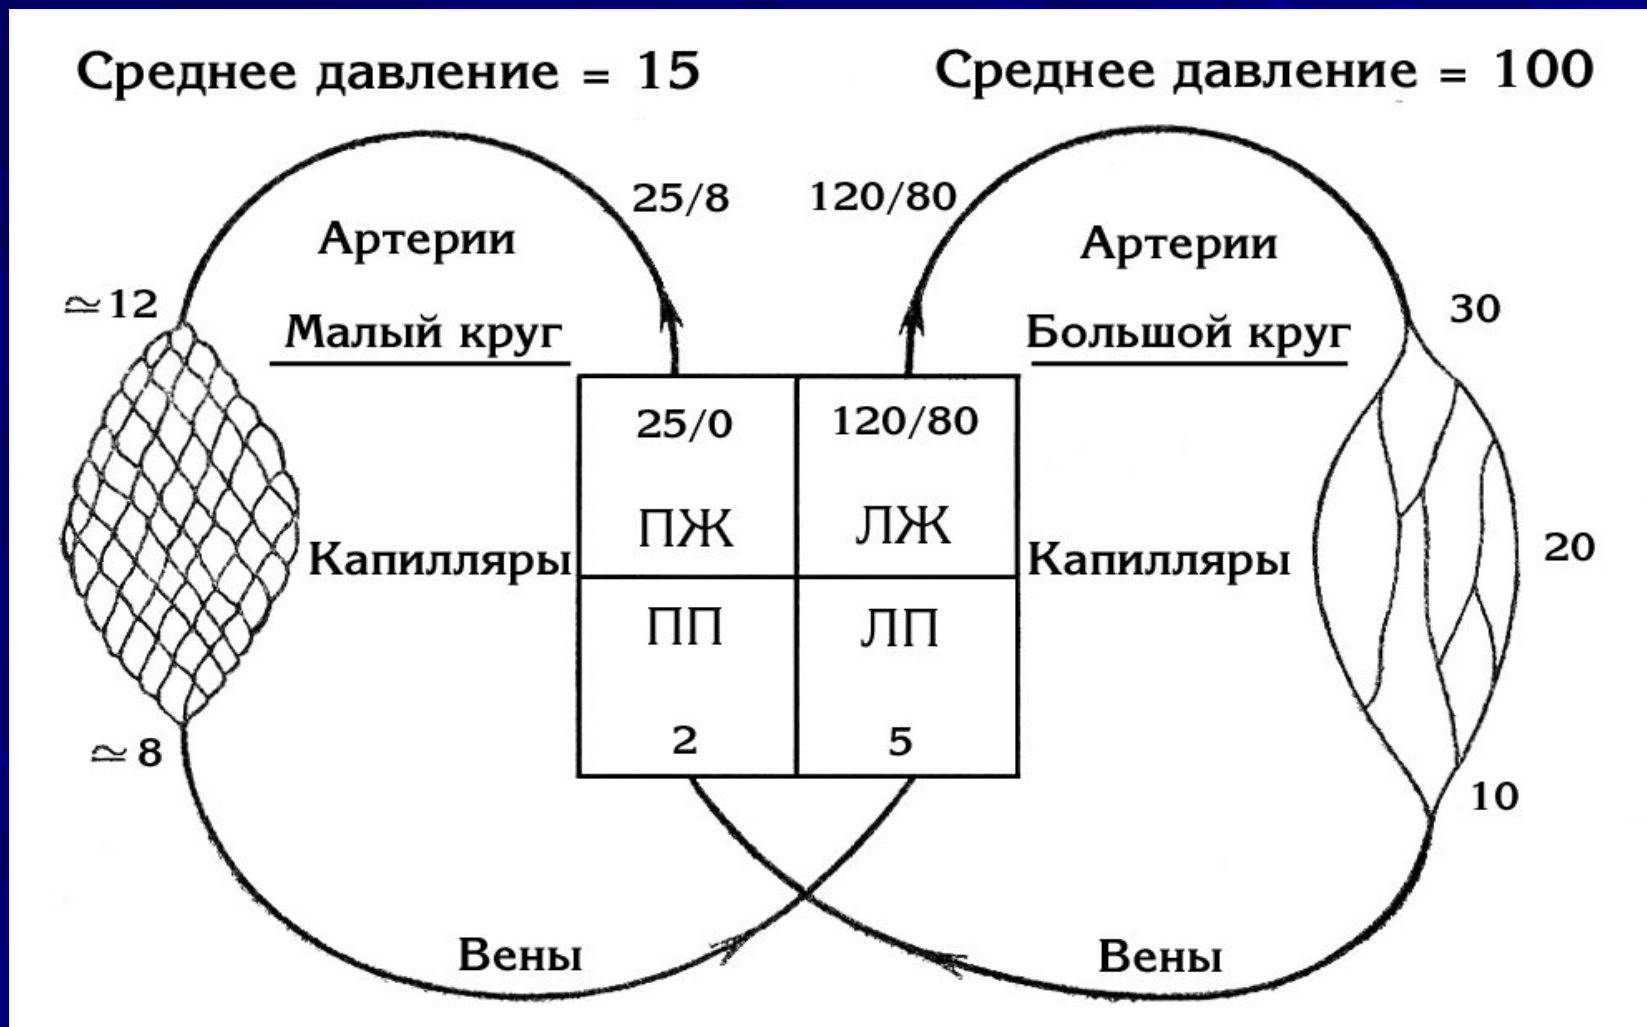 Среднее давление = 15
Среднее давление = 100
25/8
120/80
Артерии
Артерии
≃ 12
30
Малый круг
Большой круг
25/0
120/80
ПЖ
ЛЖ
Капилляры
Капилляры
20
ПП
ЛП
2
5
≃ 8
10
Вены
Вены